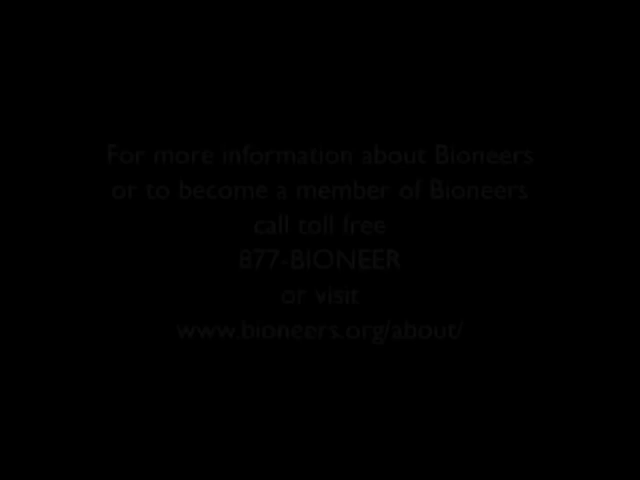 For more information about Bioneers
or to become a member of Bioneers
call toll free
877-BIONEER
or visit
www.bioneers.org/about/